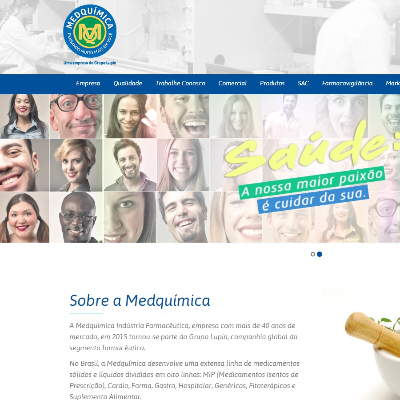 MEDQUÍMICA
MQ
Uma empresa do Grupo Lupin
Empresa Qualidade Trabalhe Conosco Comercial Produtos SAC Farmacovigilância
Saúde:
A nossa maior paixão
é cuidar da sua.
Sobre a Medquímica
A Medquímica Indústria Farmacêutica, empresa com mais de 40 anos de
mercado, em 2015 tornou-se parte do Grupo Lupin, companhia global do
segmento farmacêutico.
No Brasil, a Medquímica desenvolve uma extensa linha de medicamentos
sólidos e líquidos divididos em oito linhas: MIP (Medicamentos Isentos de
Prescrição), Cardio, Farma, Gastro, Hospitalar, Genéricos, Fitoterápicos e
Suplemento Alimentar.